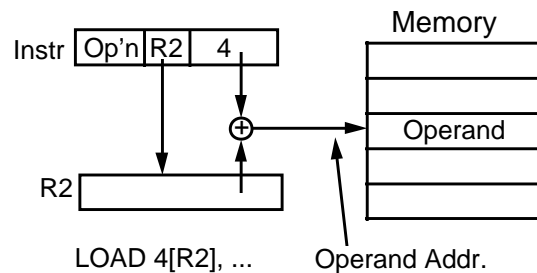 Memory
Instr Op'n R2 4
+
Operand
R2
LOAD 4[R2], ...
Operand Addr.